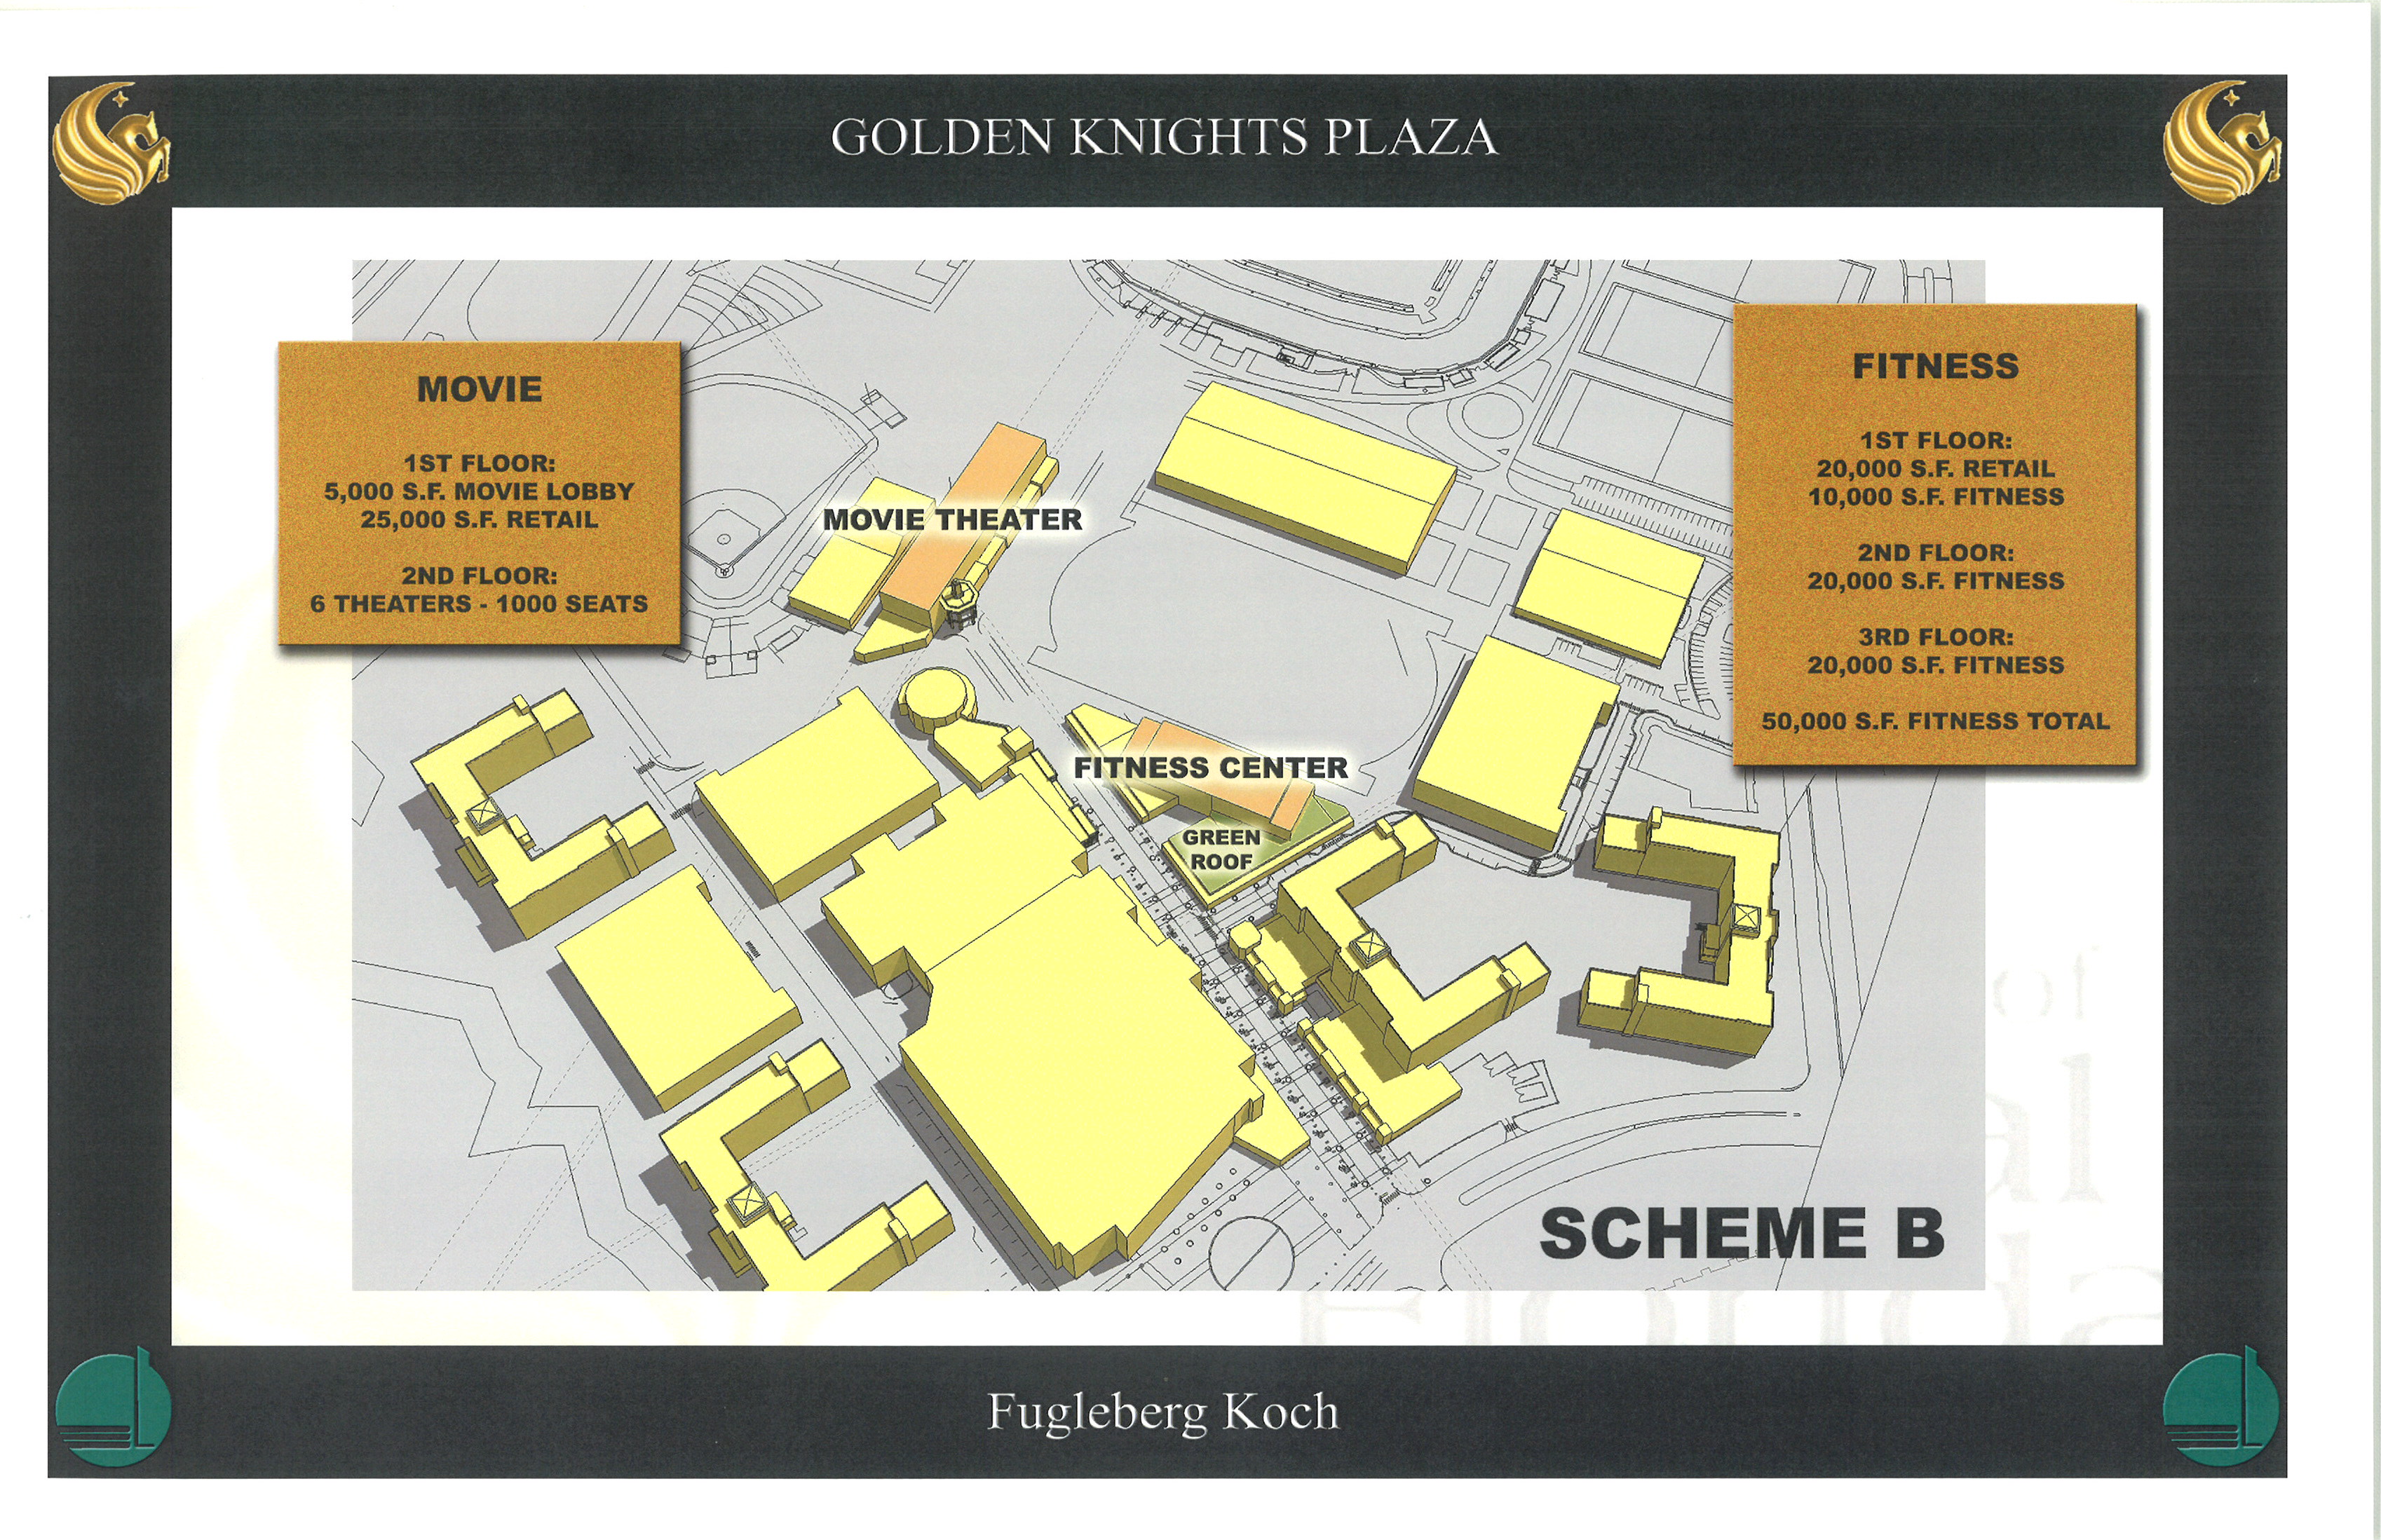 GOLDEN KNIGHTS PLAZA
MOVIE
1ST FLOOR:
5,000 S.F. MOVIE LOBBY
25,000 S.F. RETAIL
2ND FLOOR:
6 THEATERS - 1000 SEATS
FITNESS
1ST FLOOR:
20,000 S.F. RETAIL
10,000 S.F. FITNESS
2ND FLOOR:
20,000 S.F. FITNESS
3RD FLOOR:
20,000 S.F. FITNESS
50,000 S.F. FITNESS TOTAL
MOVIE THEATER
FITNESS CENTER
GREEN
ROOF
SCHEME B
Fugleberg Koch